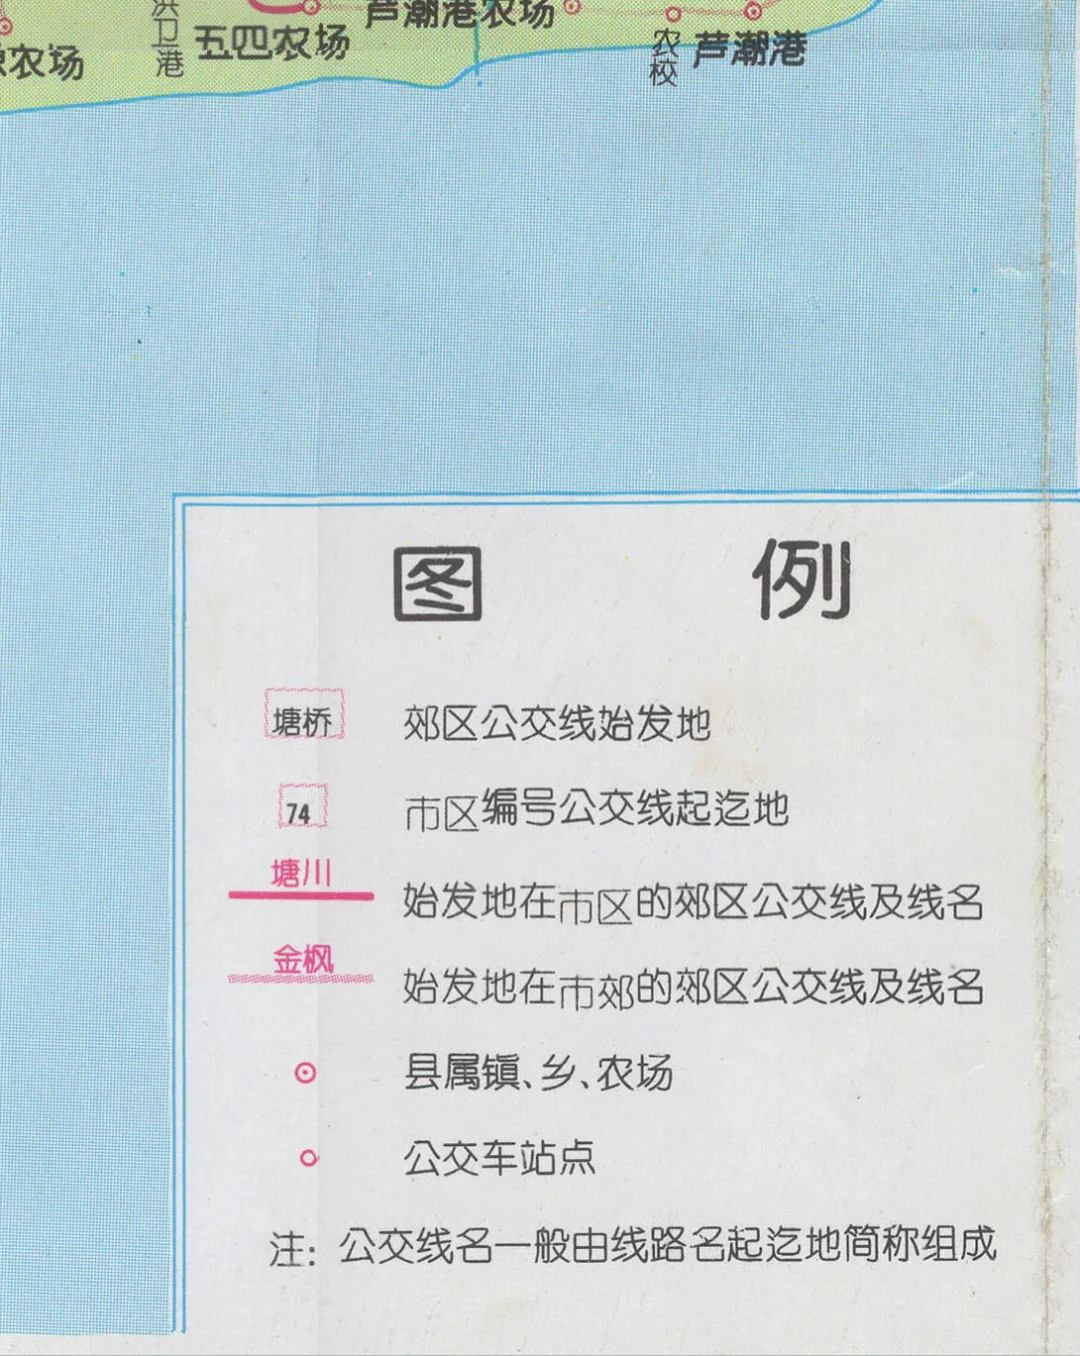 芦潮港农场
洪卫港
五四农场
农场
农校
芦潮港
图例
塘桥 郊区公交线始发地
74 市区编号公交线起迄地
塘川 始发地在市区的郊区公交线及线名
金枫 始发地在市郊的郊区公交线及线名
县属镇、乡、农场
公交车站点
注：公交线名一般由线路名起迄地简称组成